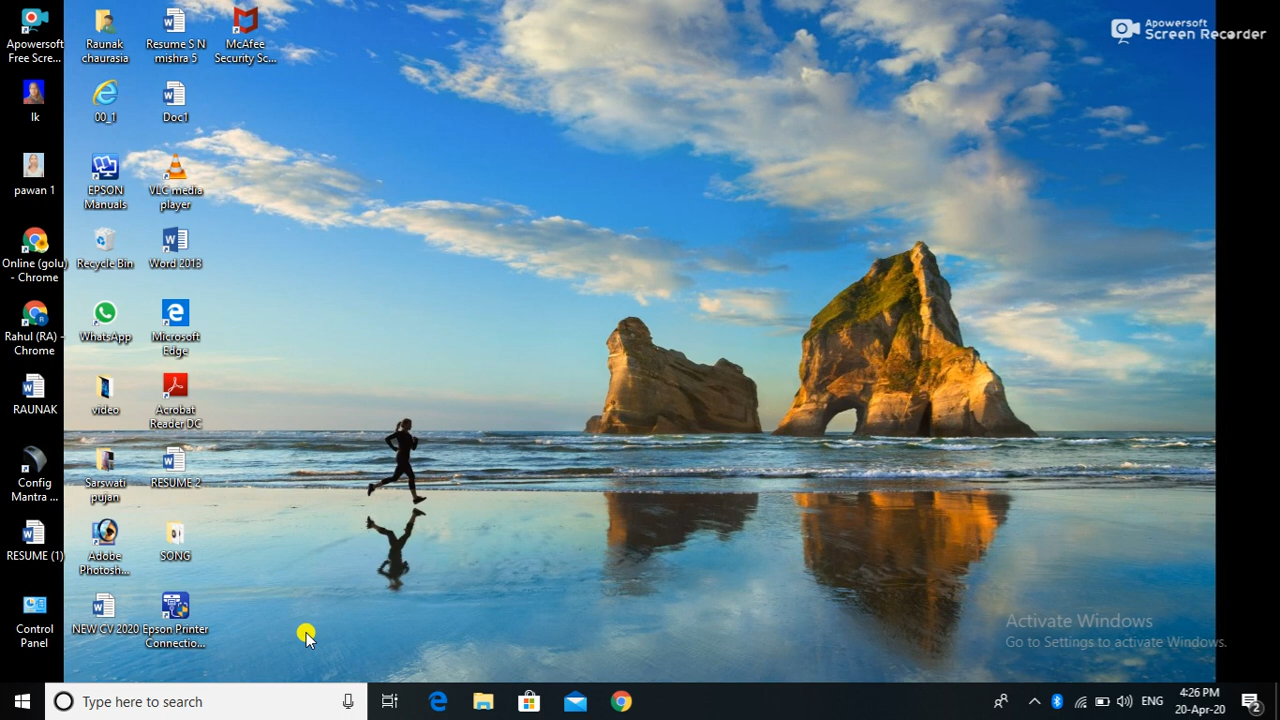 Apowersoft
Free Scre...
Raunak
chaurasia
Resume S N
mishra 5
McAfee
Security Sc...
Apowersoft
Screen Recorder
lk
00_1
Doc1
pawan 1
EPSON
Manuals
VLC media
player
Online (golu)
- Chrome
Recycle Bin
Word 2013
Rahul (RA) -
Chrome
WhatsApp
Microsoft
Edge
RAUNAK
video
Acrobat
Reader DC
Config
Mantra ...
Sarswati
pujan
RESUME 2
RESUME (1)
Adobe
Photosh...
SONG
Control
Panel
NEW CV 2020
Epson Printer
Connectio...
Activate Windows
Go to Settings to activate Windows.
Type here to search
ENG
4:26 PM
20-Apr-20
2